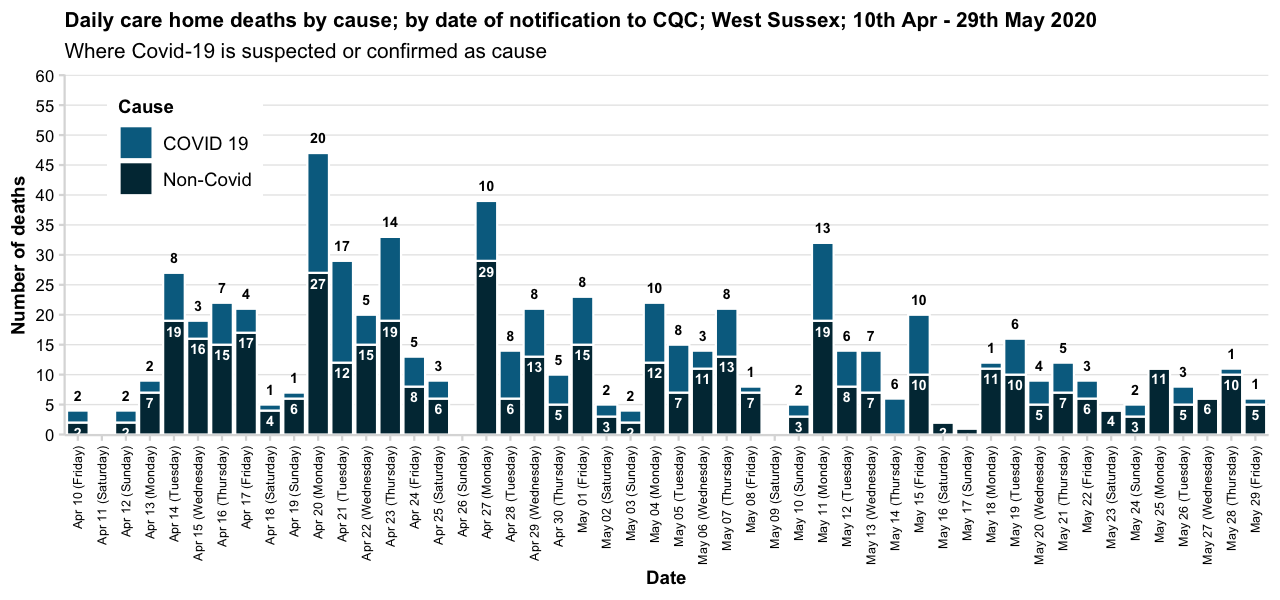 Daily care home deaths by cause; by date of notification to CQC; West Sussex; 10th Apr - 29th May 2020
Where Covid-19 is suspected or confirmed as cause
Number of deaths
60
55
50
45
40
35
30
25
20
15
10
5
0
Cause
COVID 19
Non-Covid
2 2 8 3 7 4 1 1 20 17 5 14 5 3 10 8 8 5 8 2 2 10 8 3 8 1 2 13 6 7 6 10 1 6 4 5 3 2 3 1 1
2 2 7 19 16 15 17 4 6 27 12 15 19 8 6 29 6 13 5 15 3 2 12 7 11 13 7 3 19 8 7 10 2 11 10 5 7 6 4 3 11 5 6 10 5
Apr 10 (Friday)
Apr 11 (Saturday)
Apr 12 (Sunday)
Apr 13 (Monday)
Apr 14 (Tuesday)
Apr 15 (Wednesday)
Apr 16 (Thursday)
Apr 17 (Friday)
Apr 18 (Saturday)
Apr 19 (Sunday)
Apr 20 (Monday)
Apr 21 (Tuesday)
Apr 22 (Wednesday)
Apr 23 (Thursday)
Apr 24 (Friday)
Apr 25 (Saturday)
Apr 26 (Sunday)
Apr 27 (Monday)
Apr 28 (Tuesday)
Apr 29 (Wednesday)
Apr 30 (Thursday)
May 01 (Friday)
May 02 (Saturday)
May 03 (Sunday)
May 04 (Monday)
May 05 (Tuesday)
May 06 (Wednesday)
May 07 (Thursday)
May 08 (Friday)
May 09 (Saturday)
May 10 (Sunday)
May 11 (Monday)
May 12 (Tuesday)
May 13 (Wednesday)
May 14 (Thursday)
May 15 (Friday)
May 16 (Saturday)
May 17 (Sunday)
May 18 (Monday)
May 19 (Tuesday)
May 20 (Wednesday)
May 21 (Thursday)
May 22 (Friday)
May 23 (Saturday)
May 24 (Sunday)
May 25 (Monday)
May 26 (Tuesday)
May 27 (Wednesday)
May 28 (Thursday)
May 29 (Friday)
Date